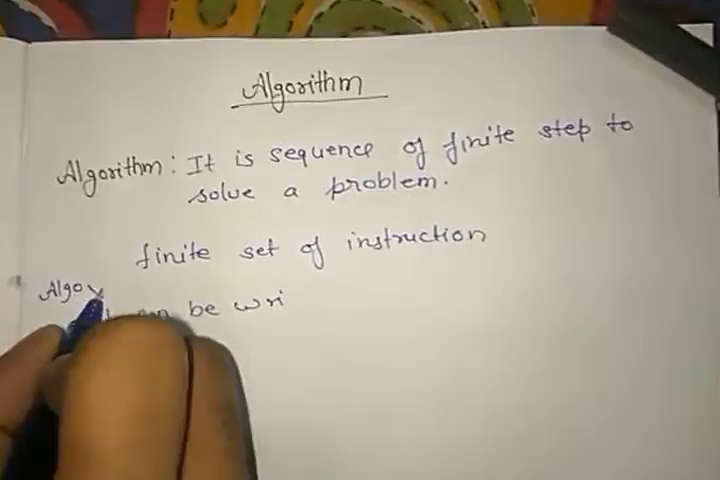 Algorithm
Algorithm: It is sequence of finite step to
solve a problem.
finite set of instruction
Algo
be wri